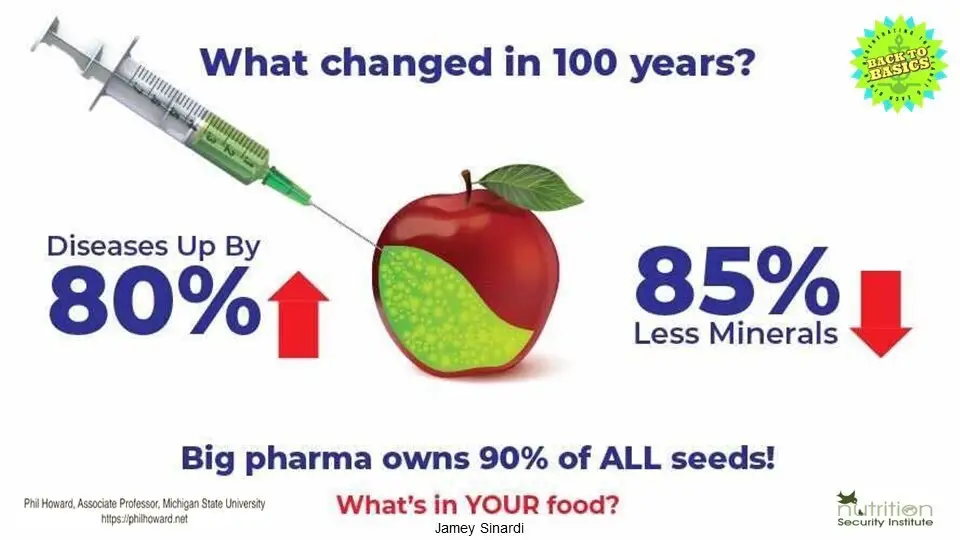 What changed in 100 years?
BACK TO
BASICS
Diseases Up By
80%
85%
Less Minerals
Big pharma owns 90% of ALL seeds!
Phil Howard, Associate Professor, Michigan State University
https://philhoward.net
What's in YOUR food?
Jamey Sinardi
nutrition
Security Institute